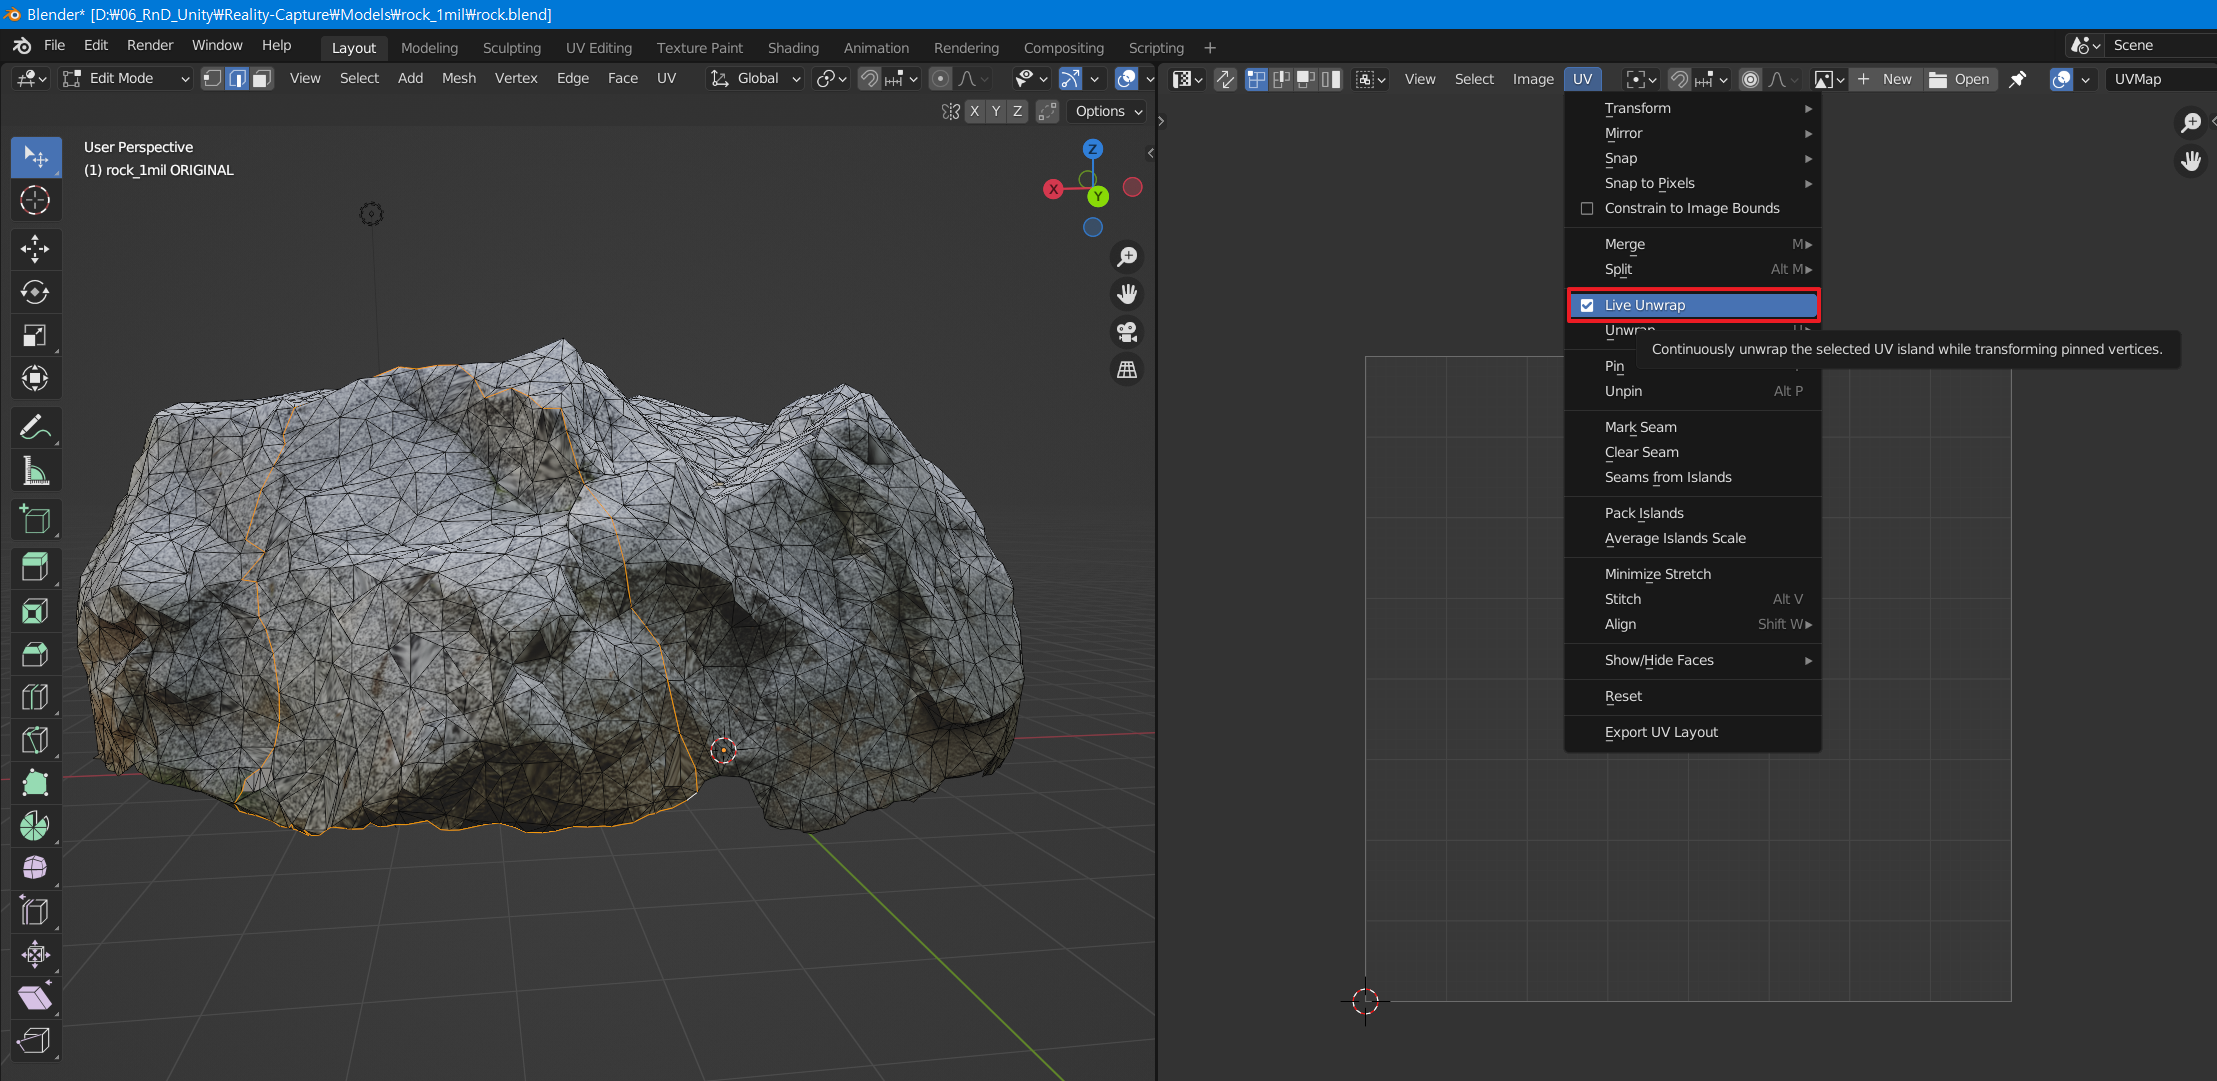 Blender* [D:₩06_RnD_Unity₩Reality-Capture₩Models₩rock_1mil₩rock.blend]
File Edit Render Window Help Layout Modeling Sculpting UV Editing Texture Paint Shading Animation Rendering Compositing Scripting + Scene
Edit Mode View Select Add Mesh Vertex Edge Face UV Global
View Select Image UV + New Open UVMap
X Y Z Options
User Perspective
(1) rock_1mil ORIGINAL
Z
X
Y
Transform
Mirror
Snap
Snap to Pixels
Constrain to Image Bounds
Merge M
Split Alt M
Live Unwrap
Unwrap U
Continuously unwrap the selected UV island while transforming pinned vertices.
Pin
Unpin Alt P
Mark Seam
Clear Seam
Seams from Islands
Pack Islands
Average Islands Scale
Minimize Stretch
Stitch Alt V
Align Shift W
Show/Hide Faces
Reset
Export UV Layout